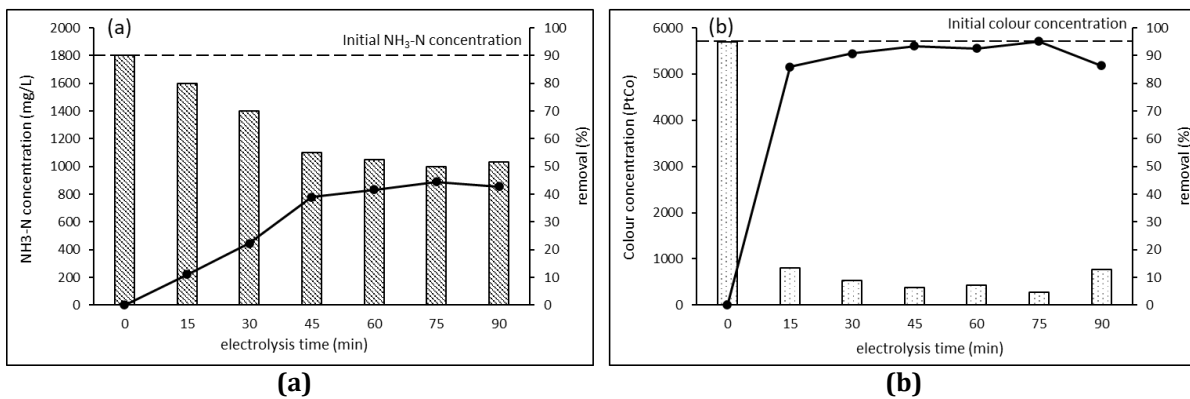 (a)
Initial NH₃-N concentration
NH3-N concentration (mg/L)
2000
1800
1600
1400
1200
1000
800
600
400
200
0
100
90
80
70
60
50
40
30
20
10
0
removal (%)
0 15 30 45 60 75 90
electrolysis time (min)
(a)
(b)
Initial colour concentration
Colour concentration (PtCo)
6000
5000
4000
3000
2000
1000
0
100
90
80
70
60
50
40
30
20
10
0
removal (%)
0 15 30 45 60 75 90
electrolysis time (min)
(b)